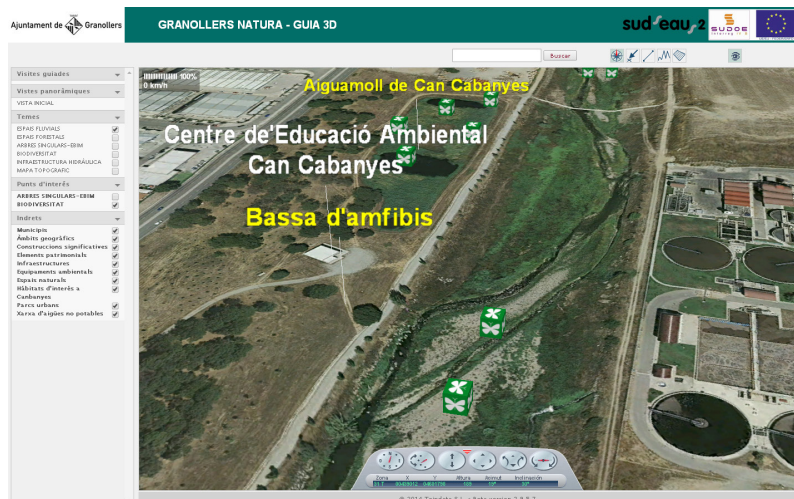 Ajuntament de Granollers
GRANOLLERS NATURA - GUIA 3D
sud'eau 2
SUDOE
Buscar
Visites guiades
Vistes panoràmiques
VISTA INICIAL
Temes
ESPAIS FLUVIALS
ESPAIS FORESTALS
ARBRES SINGULARS-EBIM
BIODIVERSITAT
INFRAESTRUCTURA HIDRÀULICA
MAPA TOPOGRAFIC
Punts d'interés
ARBRES SINGULARS-EBIM
BIODIVERSITAT
Indrets
Municipis
Àmbits geogràfics
Construccions significatives
Elements patrimonials
Infraestructures
Equipaments ambientals
Espais naturals
Hàbitats d'interès a
Canbanyes
Parcs urbans
Xarxa d'aigües no potables
100%
0 km/h
Aiguamoll de Can Cabanyes
Centre de'Educació Ambiental
Can Cabanyes
Bassa d'amfibis
Zona X Y Altura Azimut Inclinación